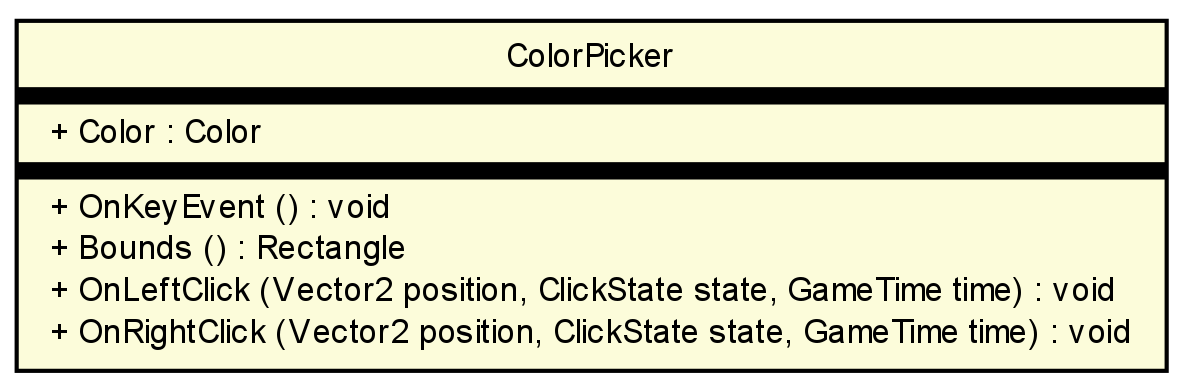 ColorPicker
+ Color : Color
+ OnKeyEvent () : void
+ Bounds () : Rectangle
+ OnLeftClick (Vector2 position, ClickState state, GameTime time) : void
+ OnRightClick (Vector2 position, ClickState state, GameTime time) : void